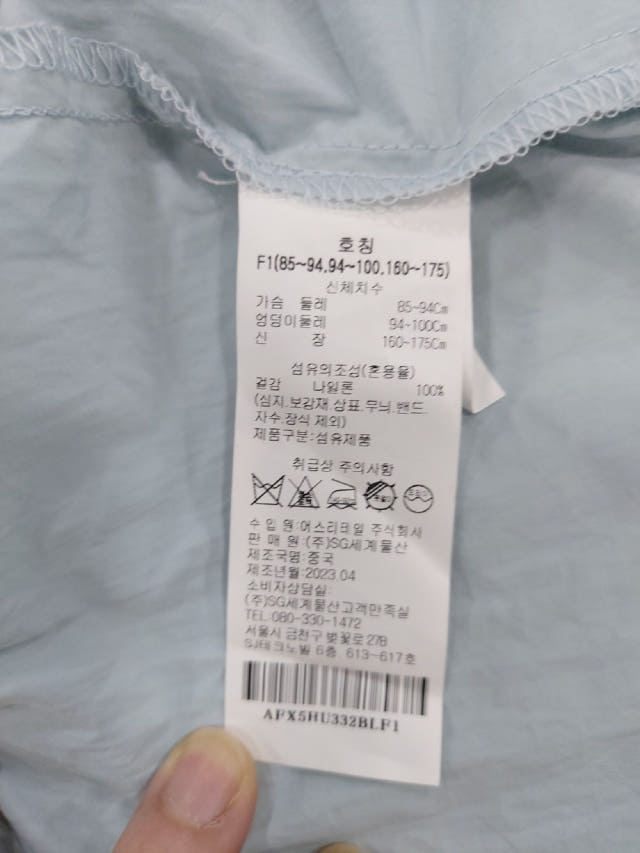 호칭
F1(85~94,94~100,160~175)
신체치수
가슴 둘레 85~94Cm
엉덩이둘레 94~100Cm
신 장 160~175Cm
섬유의조성(혼용율)
겉감 나일론 100%
(심지.보강재.상표.무늬.밴드.
자수.장식 제외)
제품구분:섬유제품
취급상 주의사항
수 입 원:어스리테일 주식회사
판 매 원:(주)SG세계물산
제조국명:중국
제조년월:2023.04
소비자상담실:
(주)SG세계물산고객만족실
TEL:080-330-1472
서울시 금천구 벚꽃로 278
SJ테크노빌 6층 613~617호
AFX5HU332BLF1